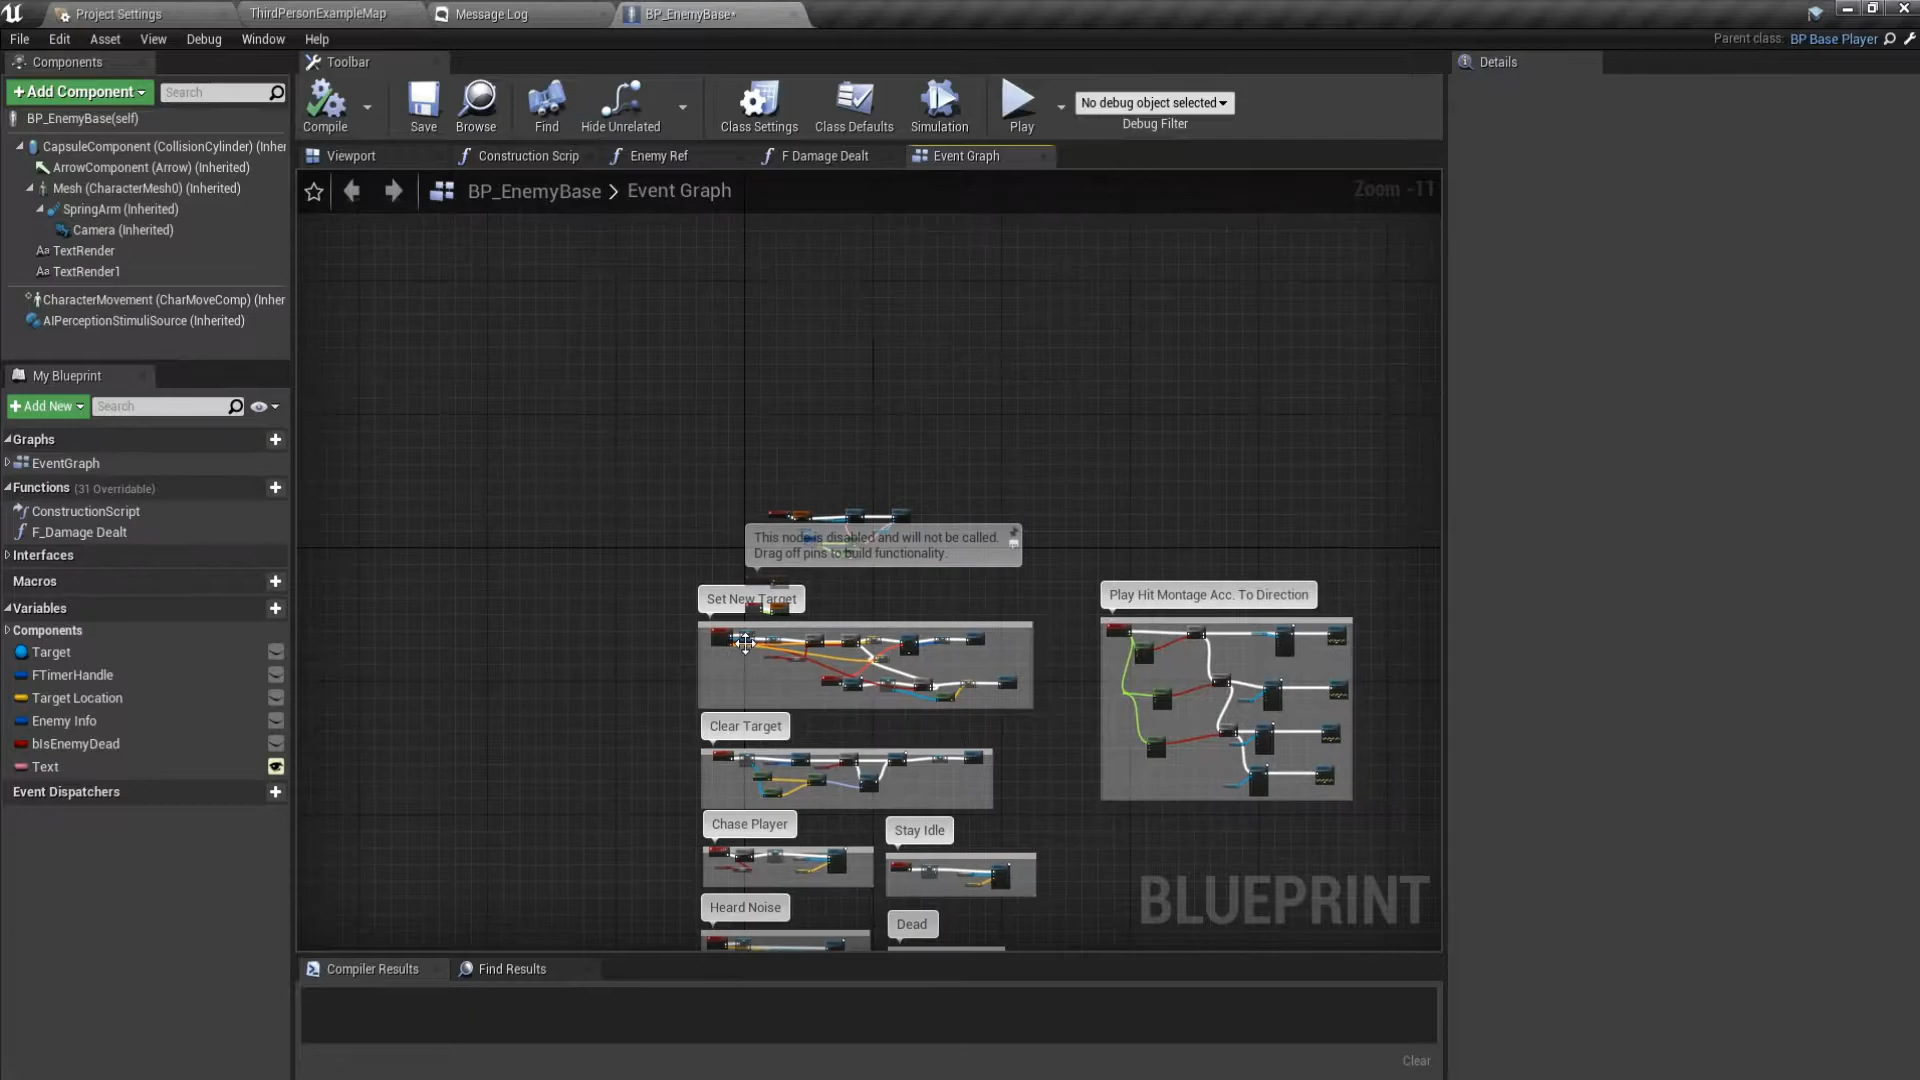 Project Settings
ThirdPersonExampleMap
Message Log
BP_EnemyBase*
File Edit Asset View Debug Window Help
Parent class: BP Base Player
Components
+Add Component
Search
BP_EnemyBase(self)
CapsuleComponent (CollisionCylinder) (Inher
ArrowComponent (Arrow) (Inherited)
Mesh (CharacterMesh0) (Inherited)
SpringArm (Inherited)
Camera (Inherited)
TextRender
TextRender1
CharacterMovement (CharMoveComp) (Inher
AIPerceptionStimuliSource (Inherited)
My Blueprint
+Add New
Search
Graphs
EventGraph
Functions (31 Overridable)
ConstructionScript
F_Damage Dealt
Interfaces
Macros
Variables
Components
Target
FTimerHandle
Target Location
Enemy Info
bIsEnemyDead
Text
Event Dispatchers
Toolbar
Compile
Save
Browse
Find
Hide Unrelated
Class Settings
Class Defaults
Simulation
Play
No debug object selected
Debug Filter
Viewport
Construction Scrip
Enemy Ref
F Damage Dealt
Event Graph
BP_EnemyBase > Event Graph
Zoom -11
This node is disabled and will not be called.
Drag off pins to build functionality.
Set New Target
Play Hit Montage Acc. To Direction
Clear Target
Chase Player
Stay Idle
Heard Noise
Dead
BLUEPRINT
Compiler Results
Find Results
Clear
Details